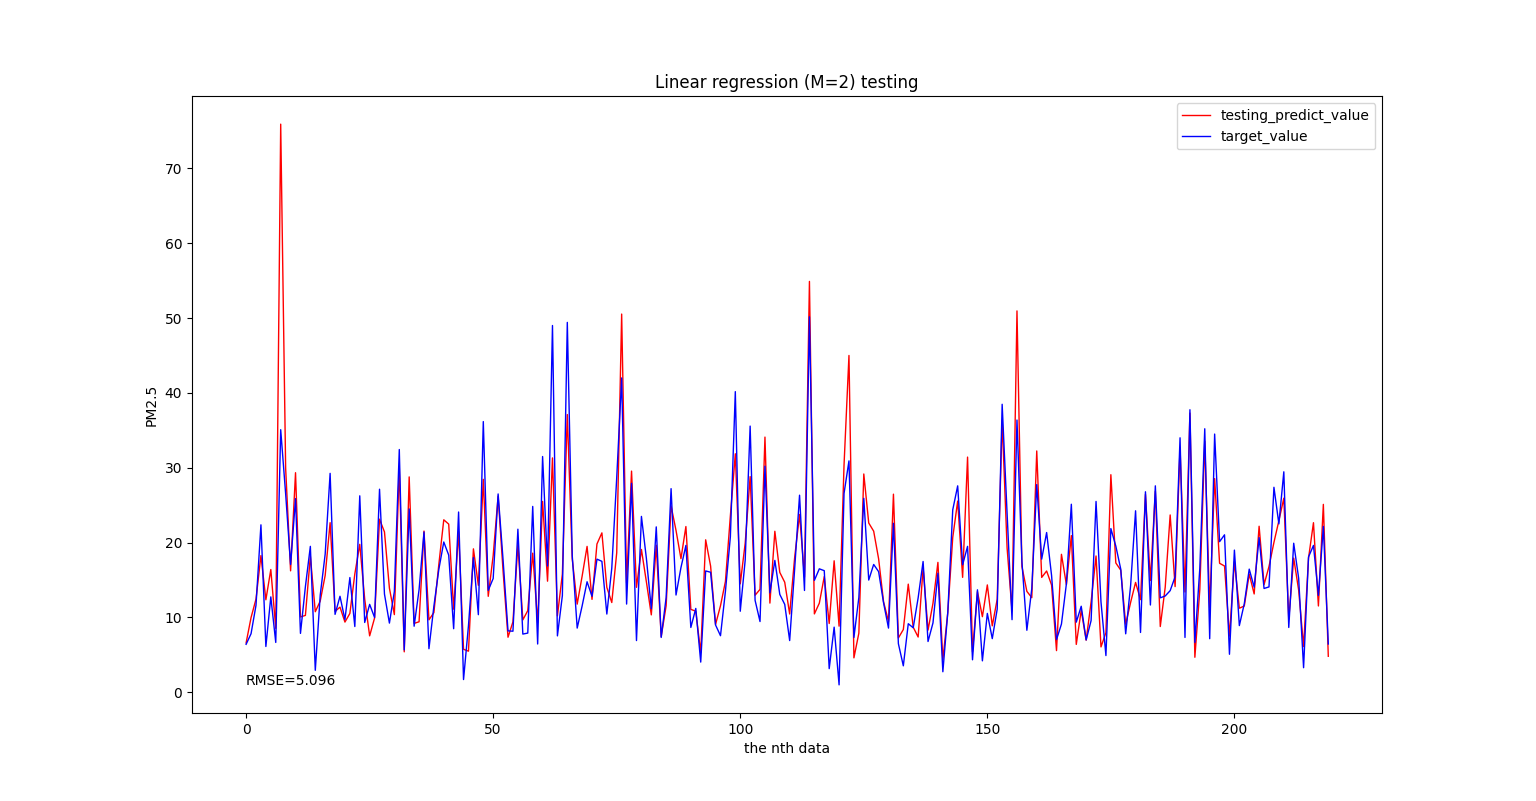 Linear regression (M=2) testing
testing_predict_value
target_value
70
60
50
40
30
20
10
0
PM2.5
RMSE=5.096
0
50
100
150
200
the nth data